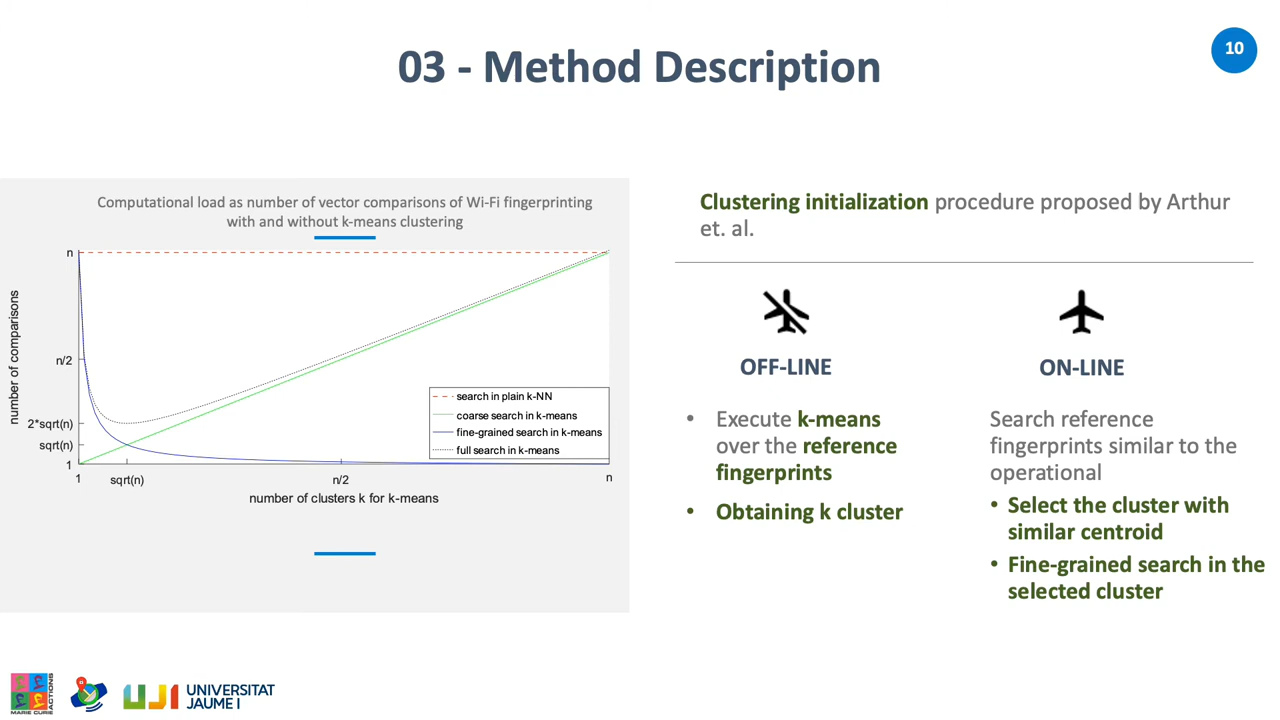 10
03 - Method Description
Computational load as number of vector comparisons of Wi-Fi fingerprinting
with and without k-means clustering
number of comparisons
n
n/2
2*sqrt(n)
sqrt(n)
1
search in plain k-NN
coarse search in k-means
fine-grained search in k-means
full search in k-means
1
sqrt(n)
n/2
n
number of clusters k for k-means
Clustering initialization procedure proposed by Arthur
et. al.
OFF-LINE
• Execute k-means
over the reference
fingerprints
• Obtaining k cluster
ON-LINE
Search reference
fingerprints similar to the
operational
• Select the cluster with
similar centroid
• Fine-grained search in the
selected cluster
MARIE CURIE
ACTIONS
UJI
UNIVERSITAT
JAUME I